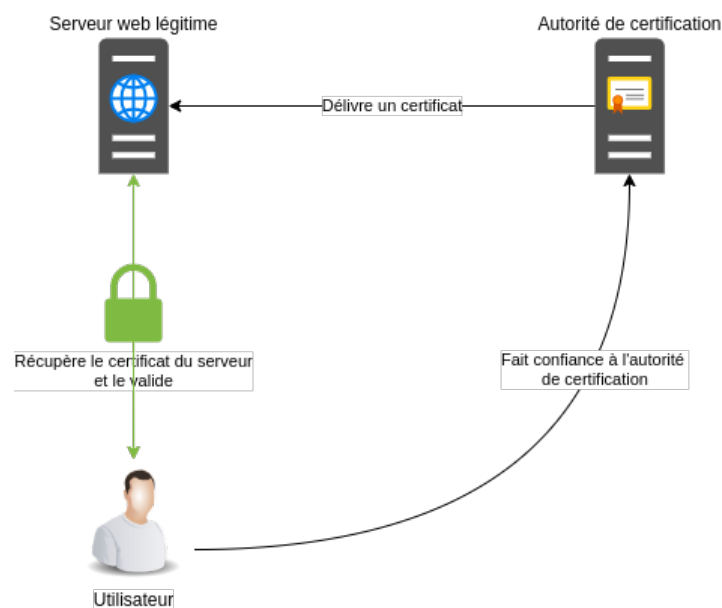 Serveur web légitime
Autorité de certification
Délivre un certificat
Récupère le certificat du serveur
et le valide
Fait confiance à l'autorité
de certification
Utilisateur